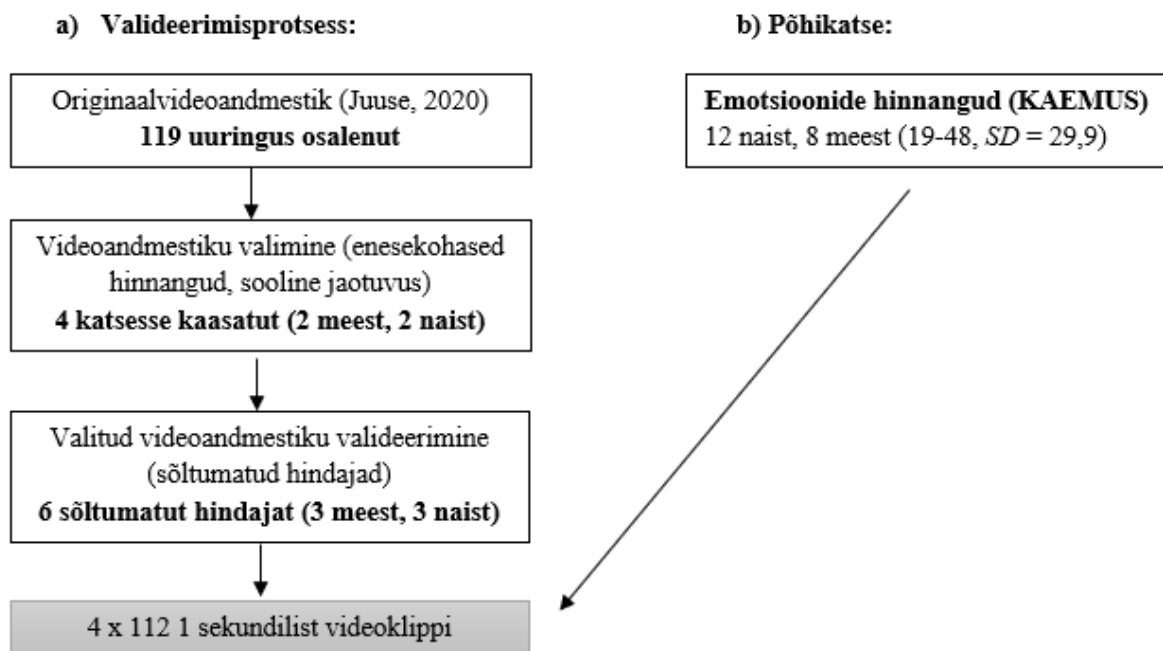 a) Valideerimisprotsess:
Originaalvideoandmestik (Juuse, 2020)
119 uuringus osalenut
Videoandmestiku valimine (enesekohased
hinnangud, sooline jaotuvus)
4 katsesse kaasatut (2 meest, 2 naist)
Valitud videoandmestiku valideerimine
(sõltumatud hindajad)
6 sõltumatut hindajat (3 meest, 3 naist)
4 x 112 1 sekundilist videoklippi
b) Põhikatse:
Emotsioonide hinnangud (KAEMUS)
12 naist, 8 meest (19-48, SD = 29,9)